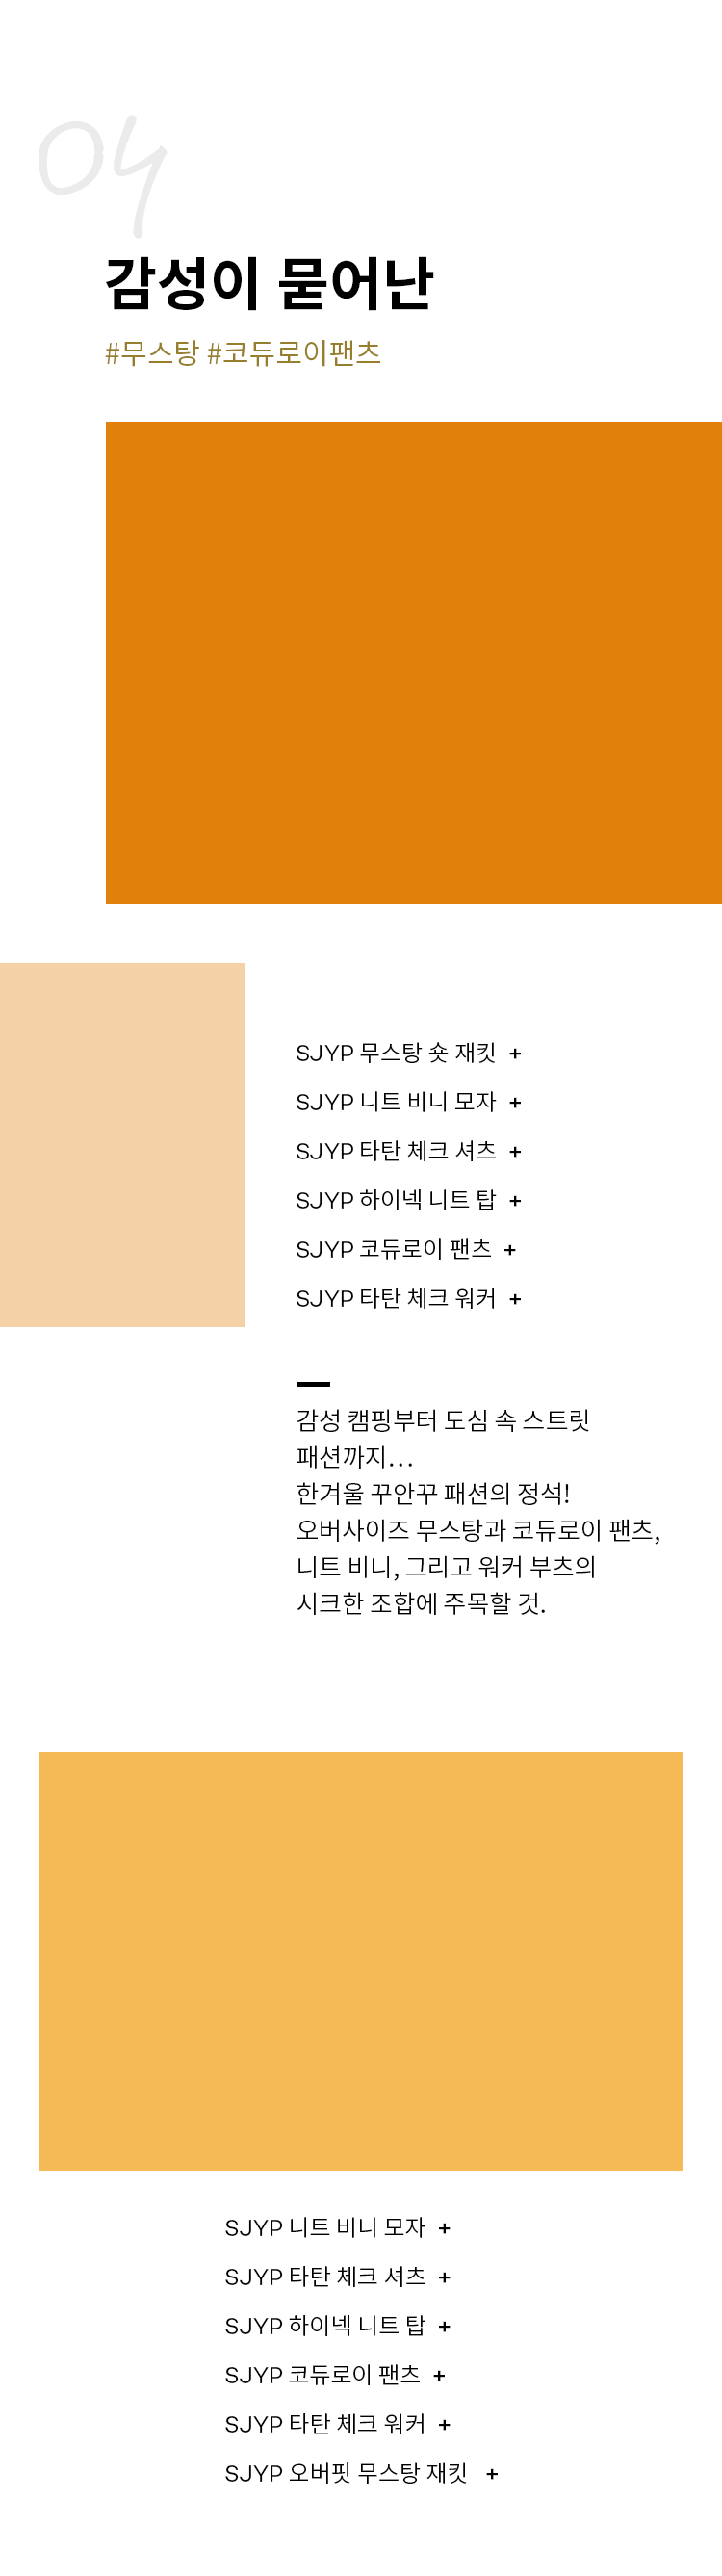 04
감성이 묻어난
#무스탕 #코듀로이팬츠
SJYP 무스탕 숏 재킷 +
SJYP 니트 비니 모자 +
SJYP 타탄 체크 셔츠 +
SJYP 하이넥 니트 탑 +
SJYP 코듀로이 팬츠 +
SJYP 타탄 체크 워커 +
감성 캠핑부터 도심 속 스트릿
패션까지...
한겨울 꾸안꾸 패션의 정석!
오버사이즈 무스탕과 코듀로이 팬츠,
니트 비니, 그리고 워커 부츠의
시크한 조합에 주목할 것.
SJYP 니트 비니 모자 +
SJYP 타탄 체크 셔츠 +
SJYP 하이넥 니트 탑 +
SJYP 코듀로이 팬츠 +
SJYP 타탄 체크 워커 +
SJYP 오버핏 무스탕 재킷 +